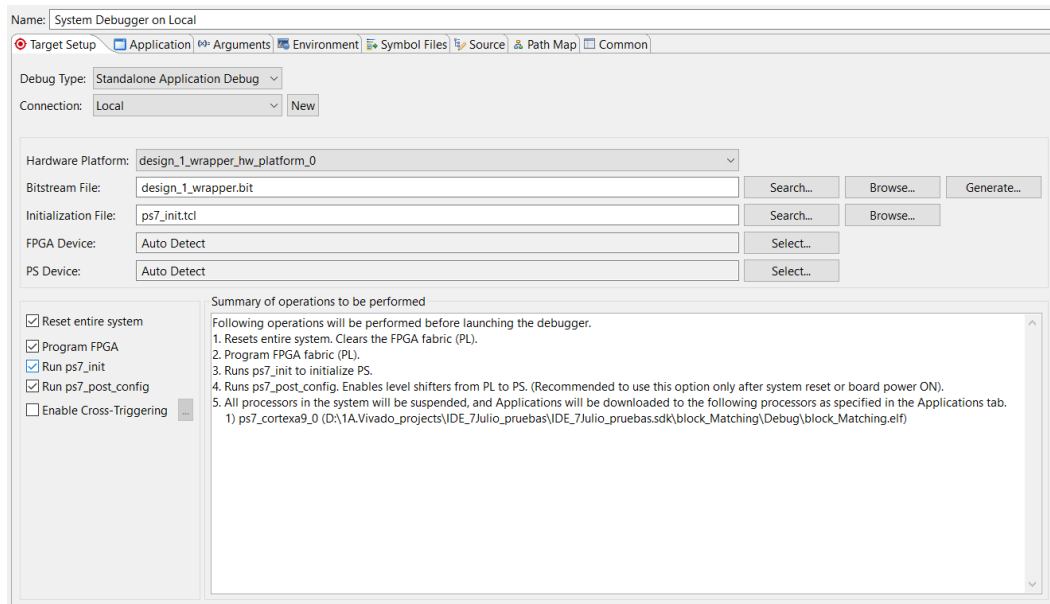 Name: System Debugger on Local
Target Setup Application Arguments Environment Symbol Files Source Path Map Common
Debug Type: Standalone Application Debug
Connection: Local New
Hardware Platform: design_1_wrapper_hw_platform_0
Bitstream File: design_1_wrapper.bit Search... Browse... Generate...
Initialization File: ps7_init.tcl Search... Browse...
FPGA Device: Auto Detect Select...
PS Device: Auto Detect Select...
Reset entire system
Program FPGA
Run ps7_init
Run ps7_post_config
Enable Cross-Triggering ...
Summary of operations to be performed
Following operations will be performed before launching the debugger.
1. Resets entire system. Clears the FPGA fabric (PL).
2. Program FPGA fabric (PL).
3. Runs ps7_init to initialize PS.
4. Runs ps7_post_config. Enables level shifters from PL to PS. (Recommended to use this option only after system reset or board power ON).
5. All processors in the system will be suspended, and Applications will be downloaded to the following processors as specified in the Applications tab.
1) ps7_cortexa9_0 (D:\1A.Vivado_projects\IDE_7Julio_pruebas\IDE_7Julio_pruebas.sdk\block_Matching\Debug\block_Matching.elf)